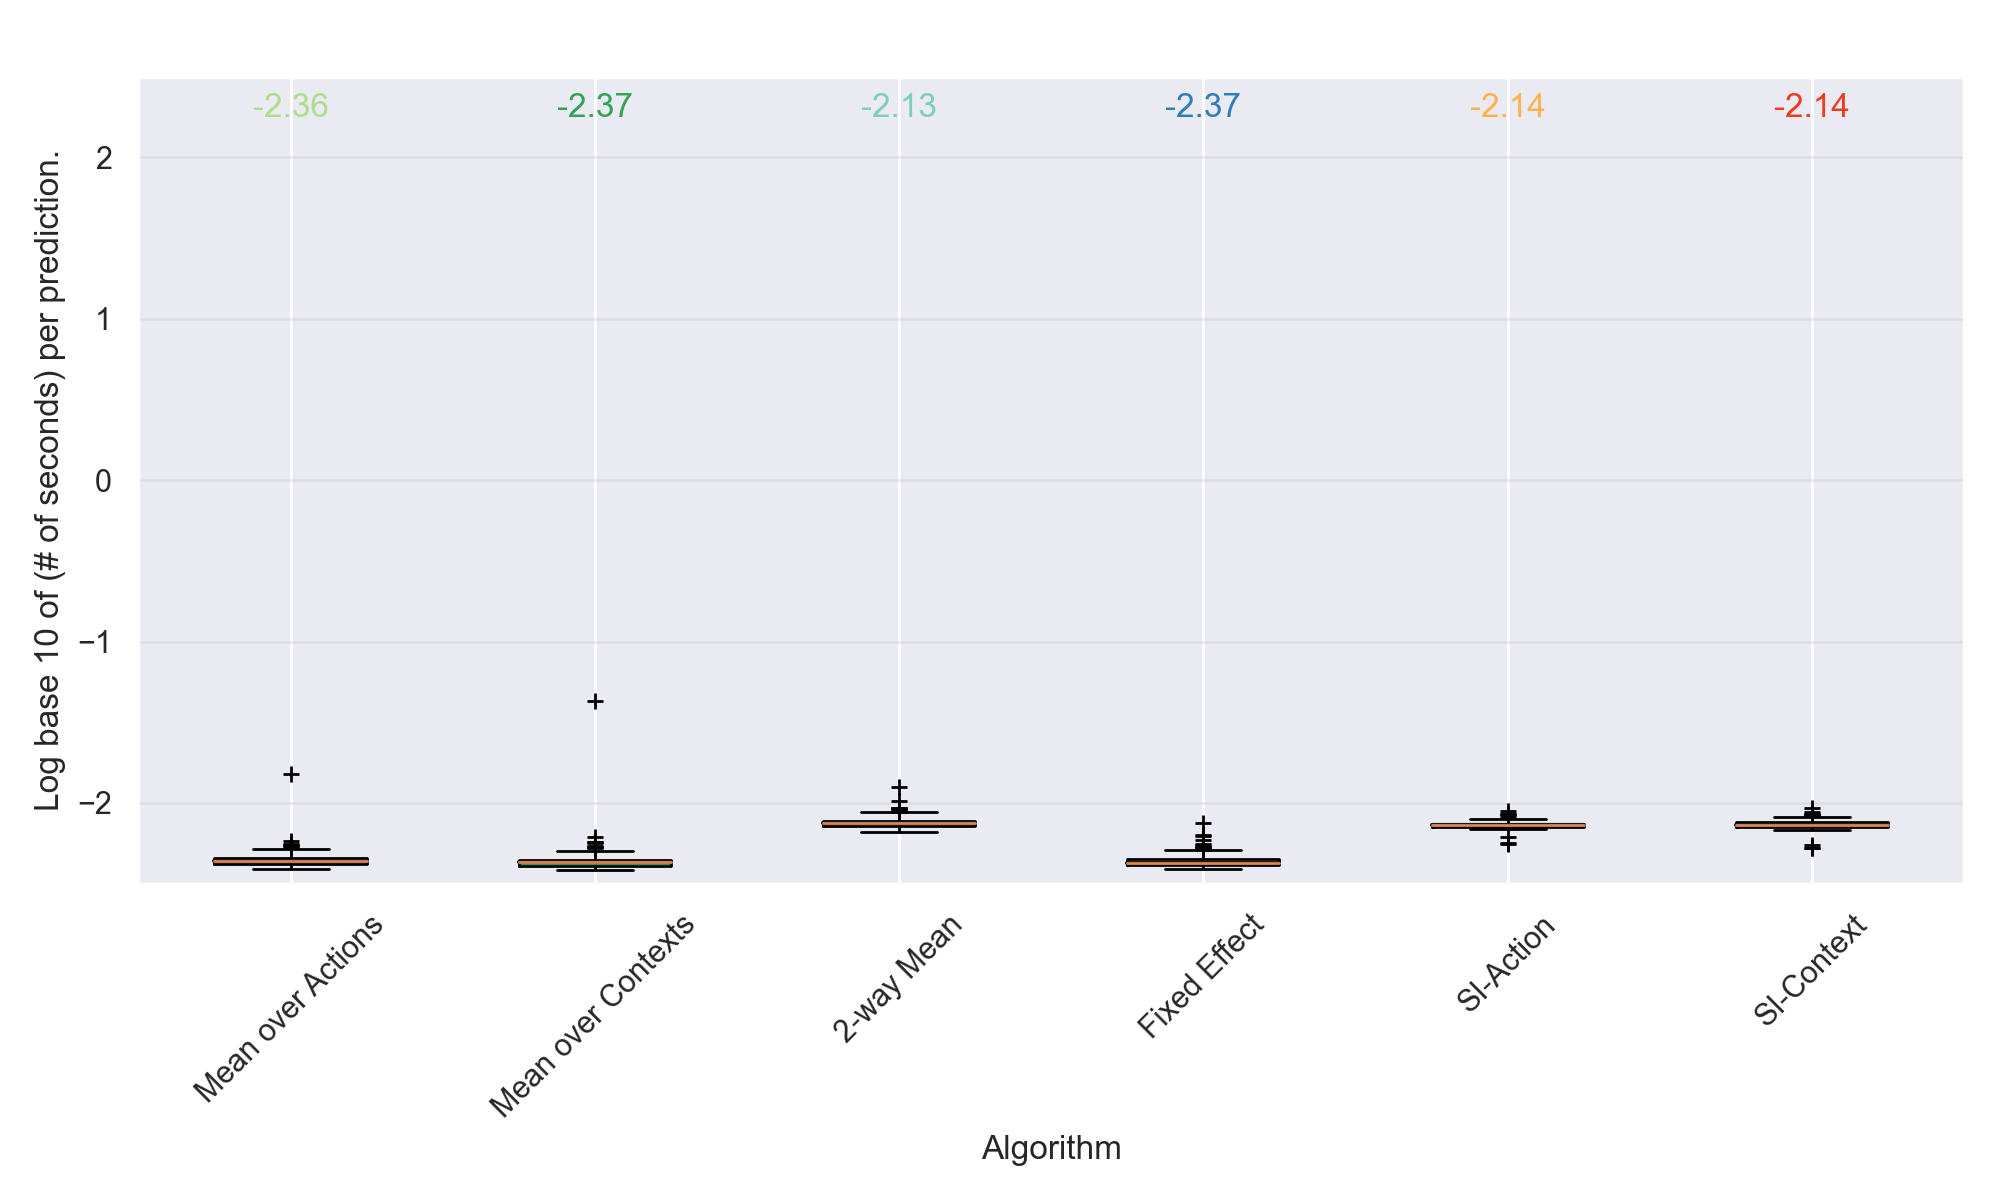 -2.36 -2.37 -2.13 -2.37 -2.14 -2.14
Log base 10 of (# of seconds) per prediction.
2
1
0
−1
−2
Mean over Actions
Mean over Contexts
2-way Mean
Fixed Effect
SI-Action
SI-Context
Algorithm